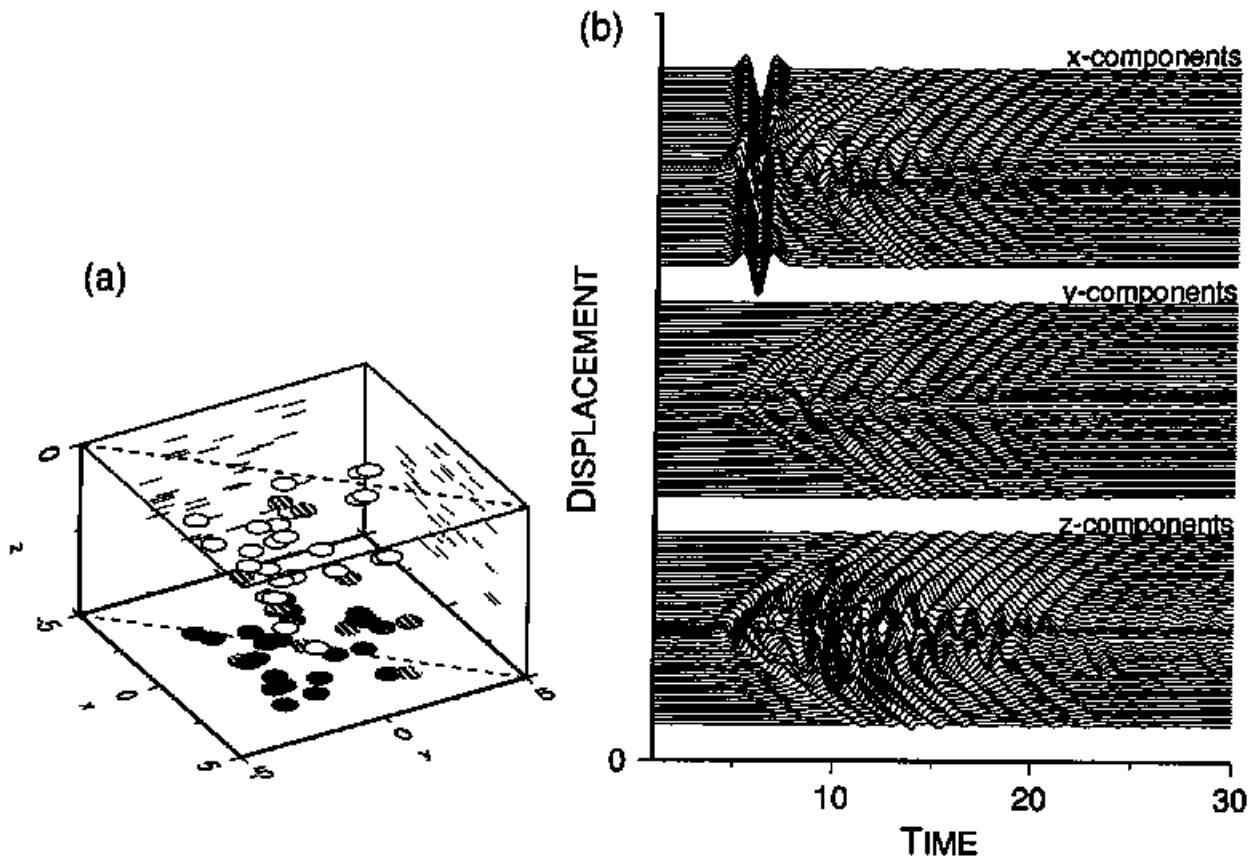 (a)
0
z
5
x
0
5
0
y
5
(b)
DISPLACEMENT
x-components
y-components
z-components
0
10
20
30
TIME